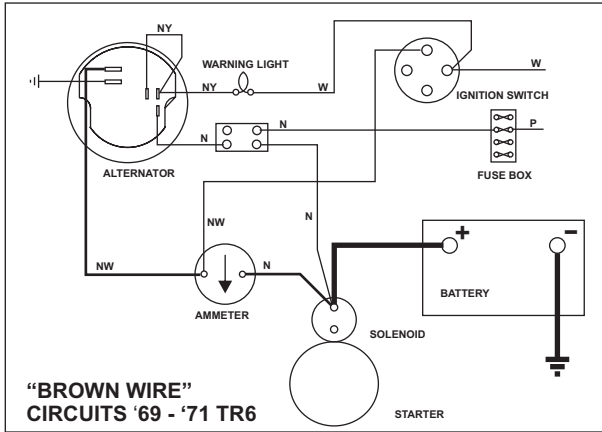 NY
WARNING LIGHT
NY
W
W
IGNITION SWITCH
N
N
P
ALTERNATOR
FUSE BOX
NW
N
+
-
NW
N
BATTERY
AMMETER
SOLENOID
"BROWN WIRE"
CIRCUITS ‘69 - ‘71 TR6
STARTER